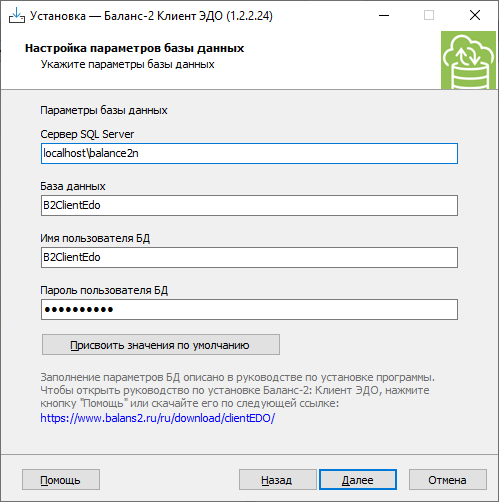 Установка — Баланс-2 Клиент ЭДО (1.2.2.24)
Настройка параметров базы данных
Укажите параметры базы данных
Параметры базы данных
Сервер SQL Server
localhost\balance2n
База данных
B2ClientEdo
Имя пользователя БД
B2ClientEdo
Пароль пользователя БД
●●●●●●●●●●
Присвоить значения по умолчанию
Заполнение параметров БД описано в руководстве по установке программы.
Чтобы открыть руководство по установке Баланс-2: Клиент ЭДО, нажмите
кнопку "Помощь" или скачайте его по следующей ссылке:
https://www.balans2.ru/ru/download/clientEDO/
Помощь Назад Далее Отмена